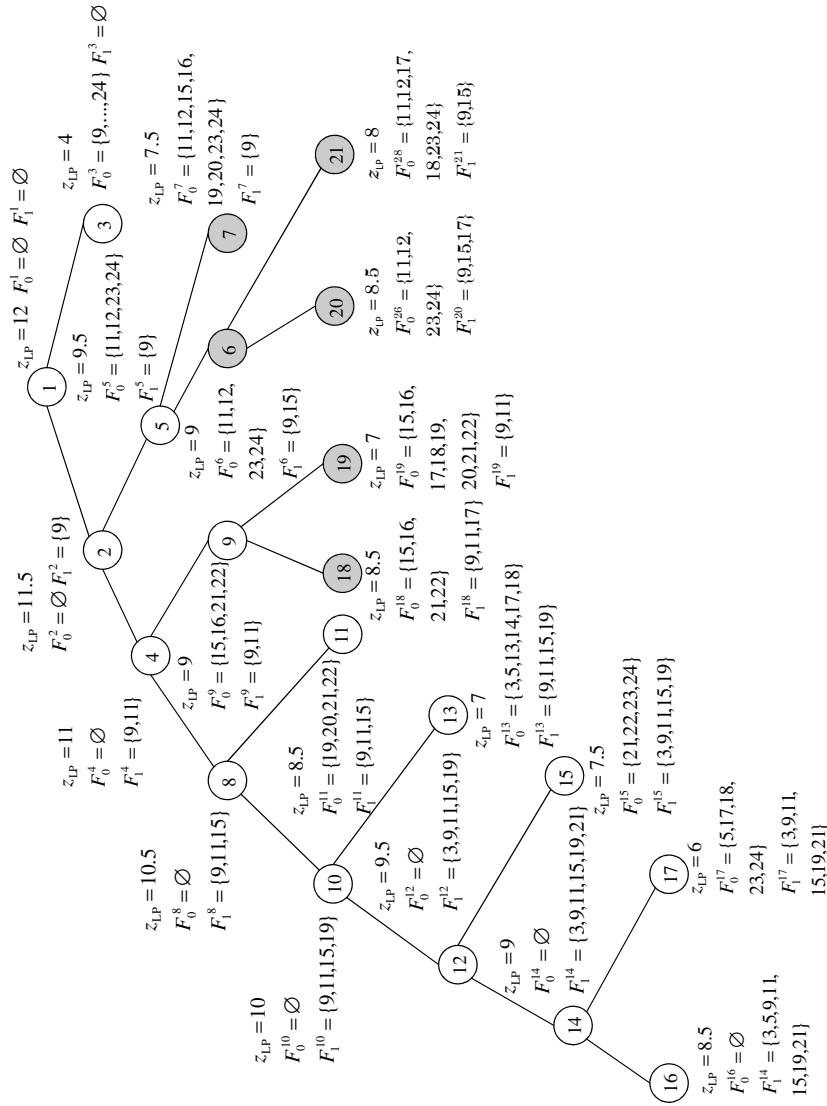 z_LP = 12 F_0^1 = ∅ F_1^1 = ∅
1
z_LP = 4
F_0^3 = {9,...,24} F_1^3 = ∅
3
z_LP = 11.5
F_0^2 = ∅ F_1^2 = {9}
2
z_LP = 9.5
F_0^5 = {11,12,23,24}
F_1^5 = {9}
5
z_LP = 7.5
F_0^7 = {11,12,15,16,
19,20,23,24}
F_1^7 = {9}
7
z_LP = 11
F_0^4 = ∅
F_1^4 = {9,11}
4
z_LP = 9
F_0^9 = {15,16,21,22}
F_1^9 = {9,11}
9
z_LP = 9
F_0^6 = {11,12,
23,24}
F_1^6 = {9,15}
6
z_LP = 10.5
F_0^8 = ∅
F_1^8 = {9,11,15}
8
z_LP = 8.5
F_0^11 = {19,20,21,22}
F_1^11 = {9,11,15}
11
18
z_LP = 8.5
F_0^18 = {15,16,
21,22}
F_1^18 = {9,11,17}
19
z_LP = 7
F_0^19 = {15,16,
17,18,19,
20,21,22}
F_1^19 = {9,11}
20
z_LP = 8.5
F_0^26 = {11,12,
23,24}
F_1^20 = {9,15,17}
21
z_LP = 8
F_0^28 = {11,12,17,
18,23,24}
F_1^21 = {9,15}
z_LP = 10
F_0^10 = ∅
F_1^10 = {9,11,15,19}
10
z_LP = 9.5
F_0^12 = ∅
F_1^12 = {3,9,11,15,19}
12
13
z_LP = 7
F_0^13 = {3,5,13,14,17,18}
F_1^13 = {9,11,15,19}
z_LP = 9
F_0^14 = ∅
F_1^14 = {3,9,11,15,19,21}
14
15
z_LP = 7.5
F_0^15 = {21,22,23,24}
F_1^15 = {3,9,11,15,19}
16
z_LP = 8.5
F_0^16 = ∅
F_1^14 = {3,5,9,11,
15,19,21}
17
z_LP = 6
F_0^17 = {5,17,18,
23,24}
F_1^17 = {3,9,11,
15,19,21}